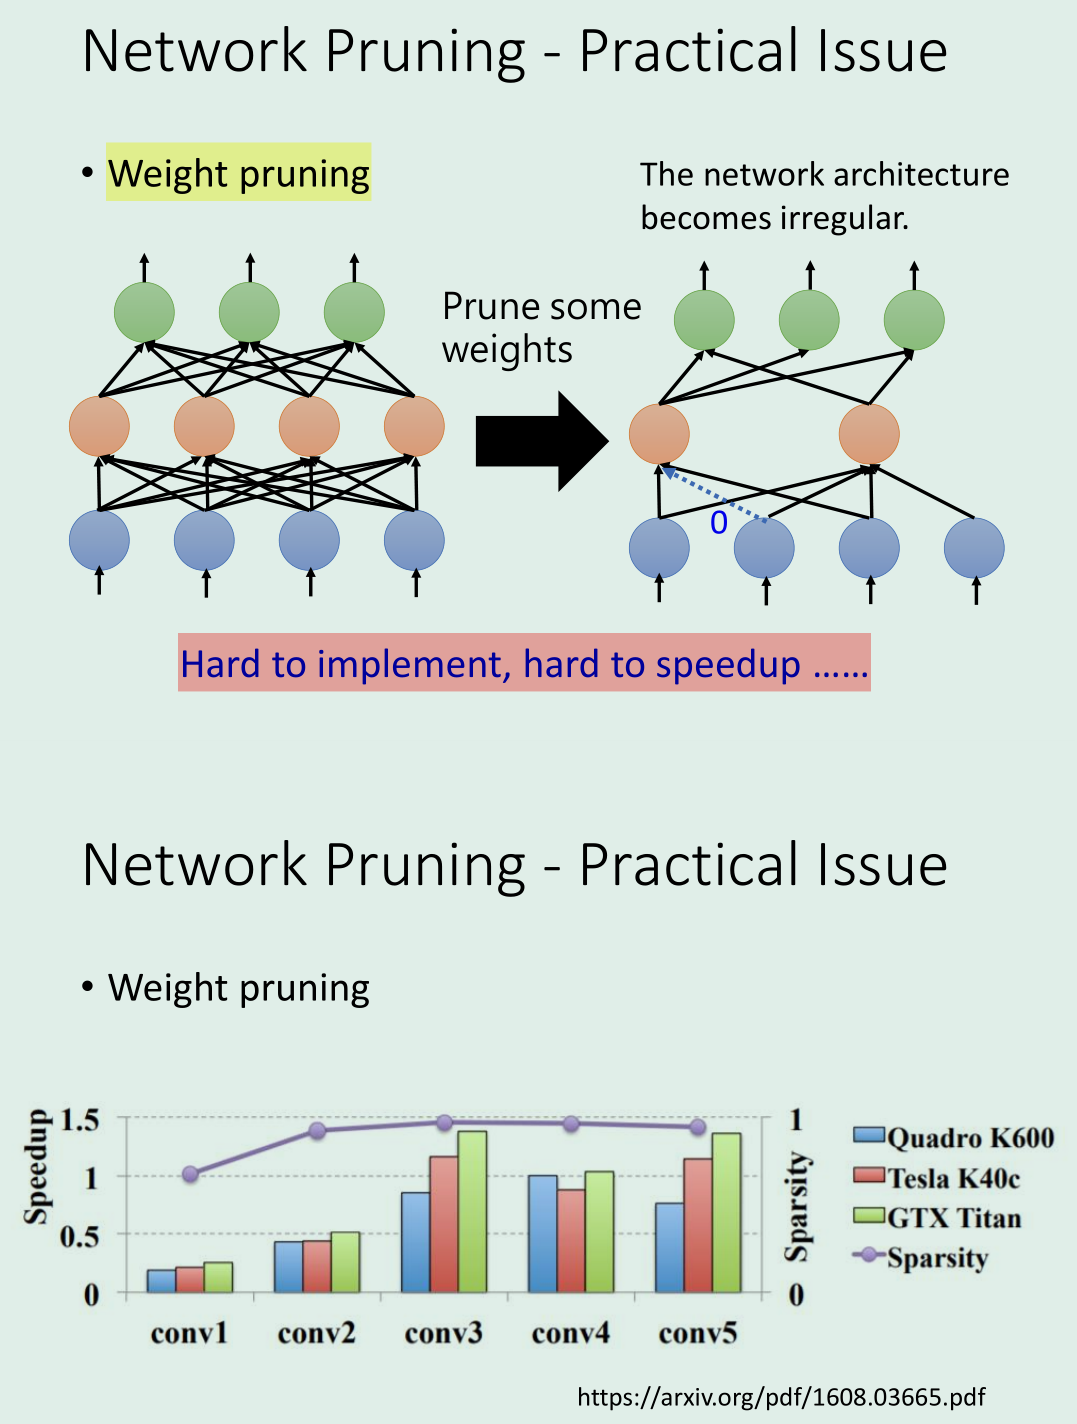 Network Pruning - Practical Issue
• Weight pruning
The network architecture
becomes irregular.
Prune some
weights
0
Hard to implement, hard to speedup ……
Network Pruning - Practical Issue
• Weight pruning
Speedup
1.5
1
0.5
0
conv1 conv2 conv3 conv4 conv5
1
0
Sparsity
Quadro K600
Tesla K40c
GTX Titan
Sparsity
https://arxiv.org/pdf/1608.03665.pdf